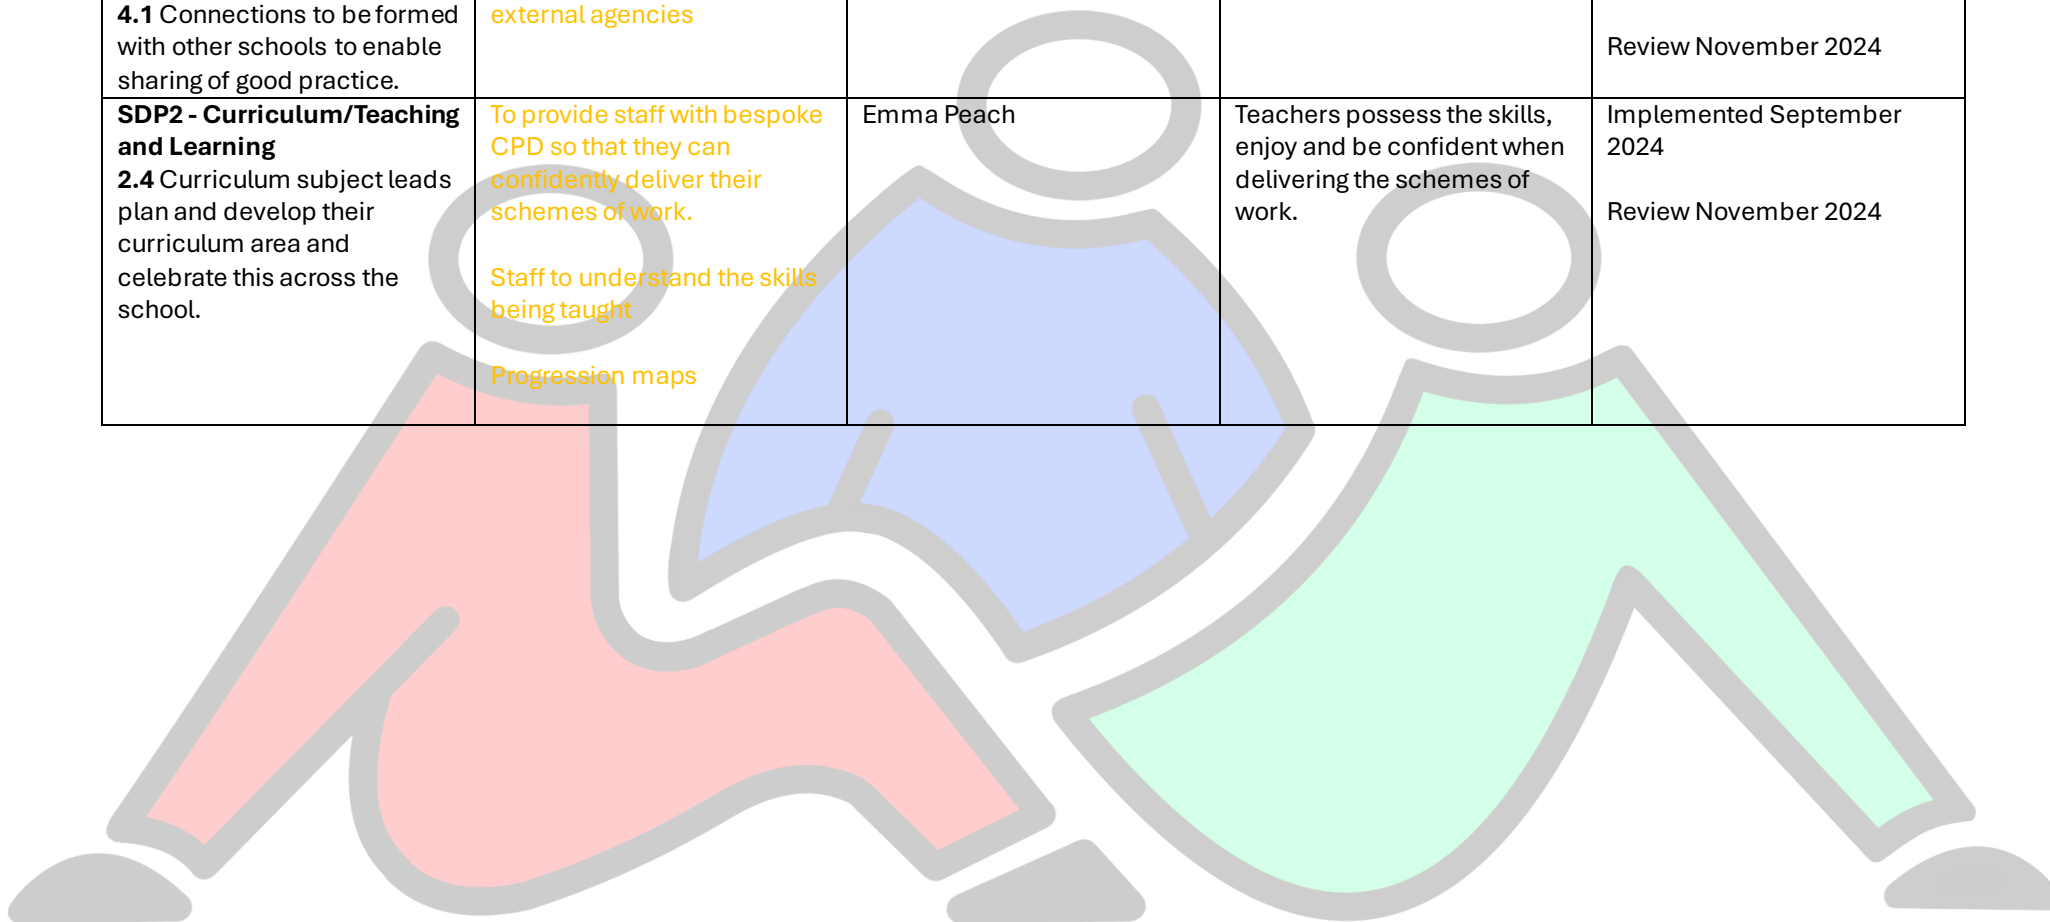 4.1 Connections to be formed
with other schools to enable
sharing of good practice.
external agencies
Review November 2024
SDP2 - Curriculum/Teaching
and Learning
2.4 Curriculum subject leads
plan and develop their
curriculum area and
celebrate this across the
school.
To provide staff with bespoke
CPD so that they can
confidently deliver their
schemes of work.
Staff to understand the skills
being taught
Progression maps
Emma Peach
Teachers possess the skills,
enjoy and be confident when
delivering the schemes of
work.
Implemented September
2024
Review November 2024